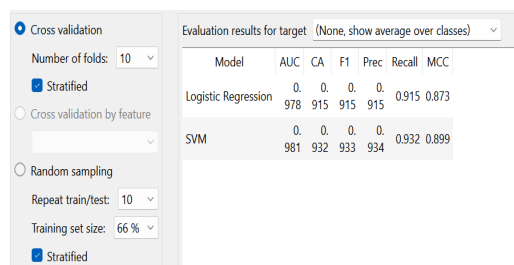 Cross validation
Number of folds: 10
Stratified
Cross validation by feature
Random sampling
Repeat train/test: 10
Training set size: 66 %
Stratified
Evaluation results for target (None, show average over classes)
Model AUC CA F1 Prec Recall MCC
Logistic Regression 0.978 0.915 0.915 0.915 0.915 0.873
SVM 0.981 0.932 0.933 0.934 0.932 0.899